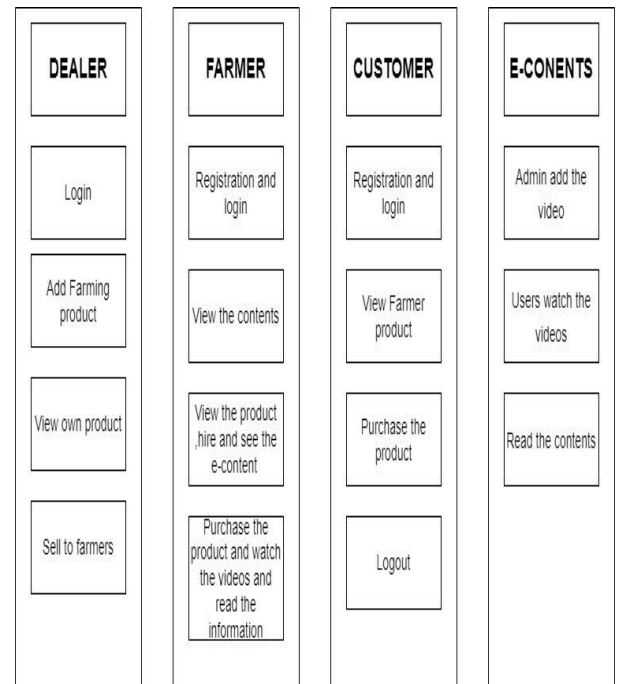 DEALER
Login
Add Farming
product
View own product
Sell to farmers
FARMER
Registration and
login
View the contents
View the product
,hire and see the
e-content
Purchase the
product and watch
the videos and
read the
information
CUSTOMER
Registration and
login
View Farmer
product
Purchase the
product
Logout
E-CONENTS
Admin add the
video
Users watch the
videos
Read the contents